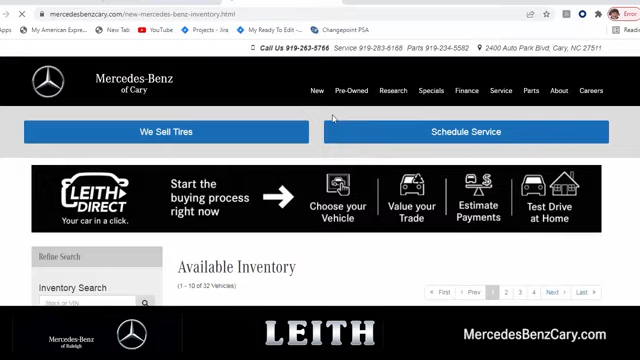 mercedesbenzcary.com/new-mercedes-benz-inventory.html
Error
Apps My American Expre... New Tab YouTube Projects - Jira My Ready To Edit -... Changepoint PSA Readin
Call Us 919-263-5766 Service 919-283-6168 Parts 919-234-5582 2400 Auto Park Blvd, Cary, NC 27511
Mercedes-Benz
of Cary
New Pre-Owned Research Specials Finance Service Parts About Careers
We Sell Tires Schedule Service
LEITH
DIRECT
Your car in a click.
Start the
buying process
right now
Choose your
Vehicle
Value your
Trade
Estimate
Payments
Test Drive
at Home
Refine Search
Available Inventory
(1 - 10 of 32 Vehicles)
Inventory Search
Stock or VIN
« First ‹ Prev 1 2 3 4 Next › Last »
Mercedes-Benz
of Raleigh
LEITH
MercedesBenzCary.com